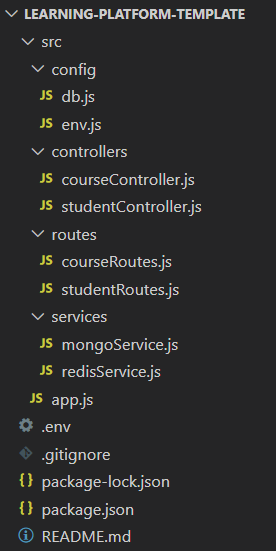 LEARNING-PLATFORM-TEMPLATE
src
config
JS db.js
JS env.js
controllers
JS courseController.js
JS studentController.js
routes
JS courseRoutes.js
JS studentRoutes.js
services
JS mongoService.js
JS redisService.js
JS app.js
.env
.gitignore
{} package-lock.json
{} package.json
README.md